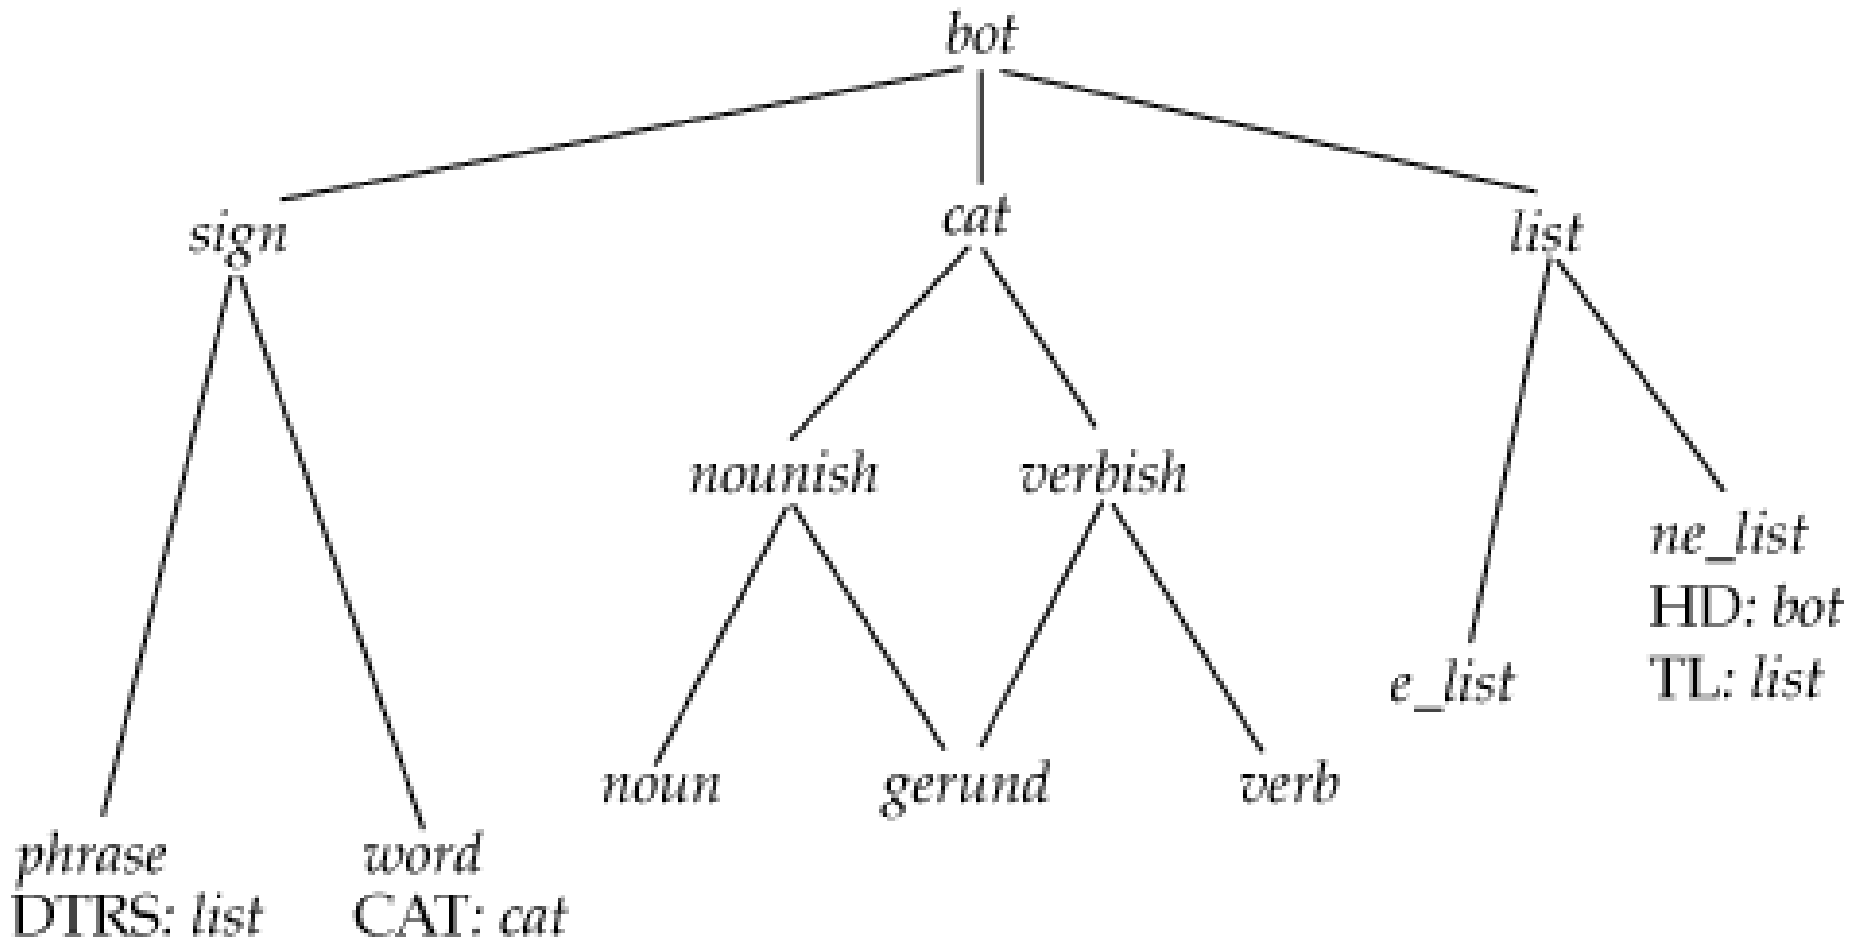 bot
sign
cat
list
nounish
verbish
ne_list
HD: bot
TL: list
e_list
noun
gerund
verb
phrase
DTRS: list
word
CAT: cat